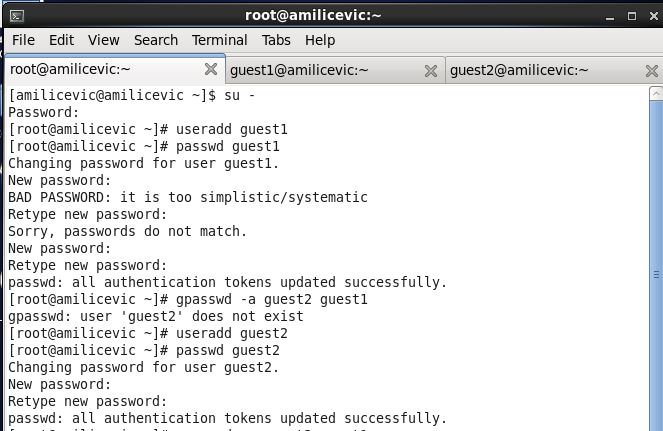 root@amilicevic:~
File Edit View Search Terminal Tabs Help
root@amilicevic:~ guest1@amilicevic:~ guest2@amilicevic:~
[amilicevic@amilicevic ~]$ su -
Password:
[root@amilicevic ~]# useradd guest1
[root@amilicevic ~]# passwd guest1
Changing password for user guest1.
New password:
BAD PASSWORD: it is too simplistic/systematic
Retype new password:
Sorry, passwords do not match.
New password:
Retype new password:
passwd: all authentication tokens updated successfully.
[root@amilicevic ~]# gpasswd -a guest2 guest1
gpasswd: user 'guest2' does not exist
[root@amilicevic ~]# useradd guest2
[root@amilicevic ~]# passwd guest2
Changing password for user guest2.
New password:
Retype new password:
passwd: all authentication tokens updated successfully.